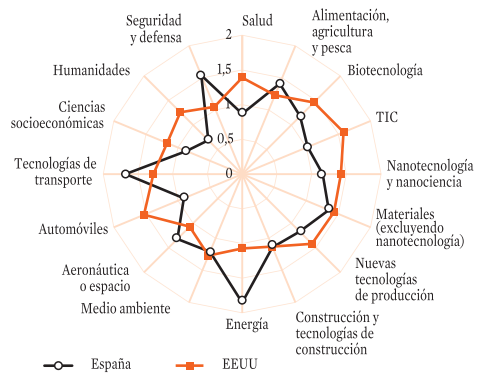 Salud
Alimentación,
agricultura
y pesca
Biotecnología
TIC
Nanotecnología
y nanociencia
Materiales
(excluyendo
nanotecnología)
Nuevas
tecnologías
de producción
Construcción y
tecnologías de
construcción
Energía
Medio ambiente
Aeronáutica
o espacio
Automóviles
Tecnologías de
transporte
Ciencias
socioeconómicas
Humanidades
Seguridad
y defensa
2
1,5
1
0,5
0
España
EEUU